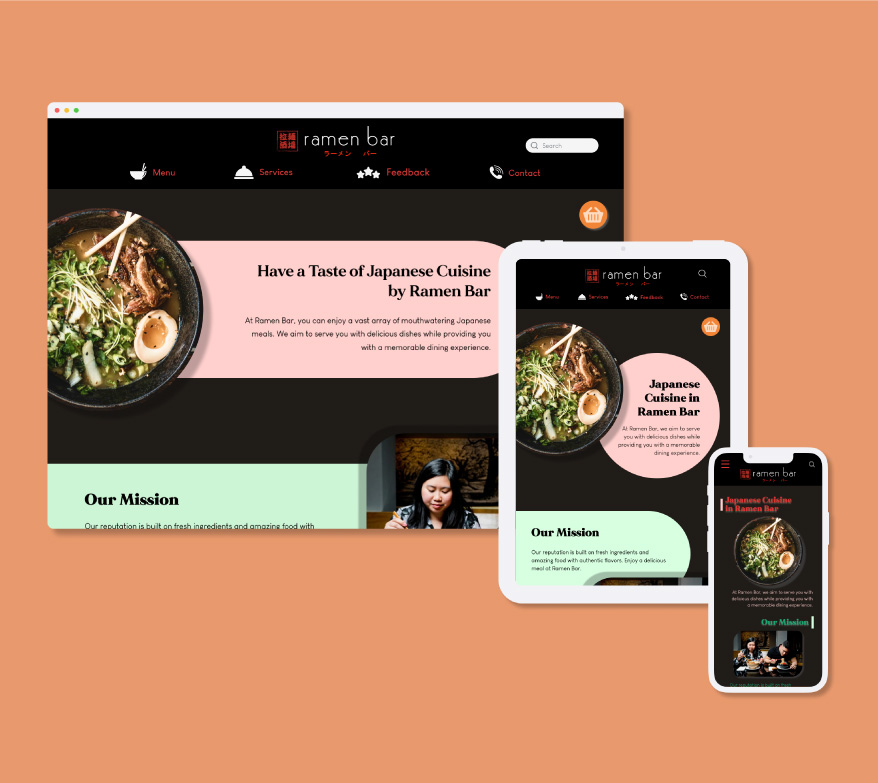 ramen bar
ラーメン バー
Search
Menu
Services
Feedback
Contact
Have a Taste of Japanese Cuisine
by Ramen Bar
At Ramen Bar, you can enjoy a vast array of mouthwatering Japanese
meals. We aim to serve you with delicious dishes while providing you
with a memorable dining experience.
Our Mission
Our reputation is built on fresh ingredients and amazing food with
ramen bar
ラーメン バー
Menu
Services
Feedback
Contact
Japanese
Cuisine in
Ramen Bar
At Ramen Bar, we aim to serve
you with delicious dishes while
providing you with a memorable
dining experience.
Our Mission
Our reputation is built on fresh ingredients and
amazing food with authentic flavors. Enjoy a delicious
meal at Ramen Bar.
ramen bar
Japanese Cuisine
in Ramen Bar
At Ramen Bar, we aim to serve you with
delicious dishes while providing you with
a memorable dining experience.
Our Mission